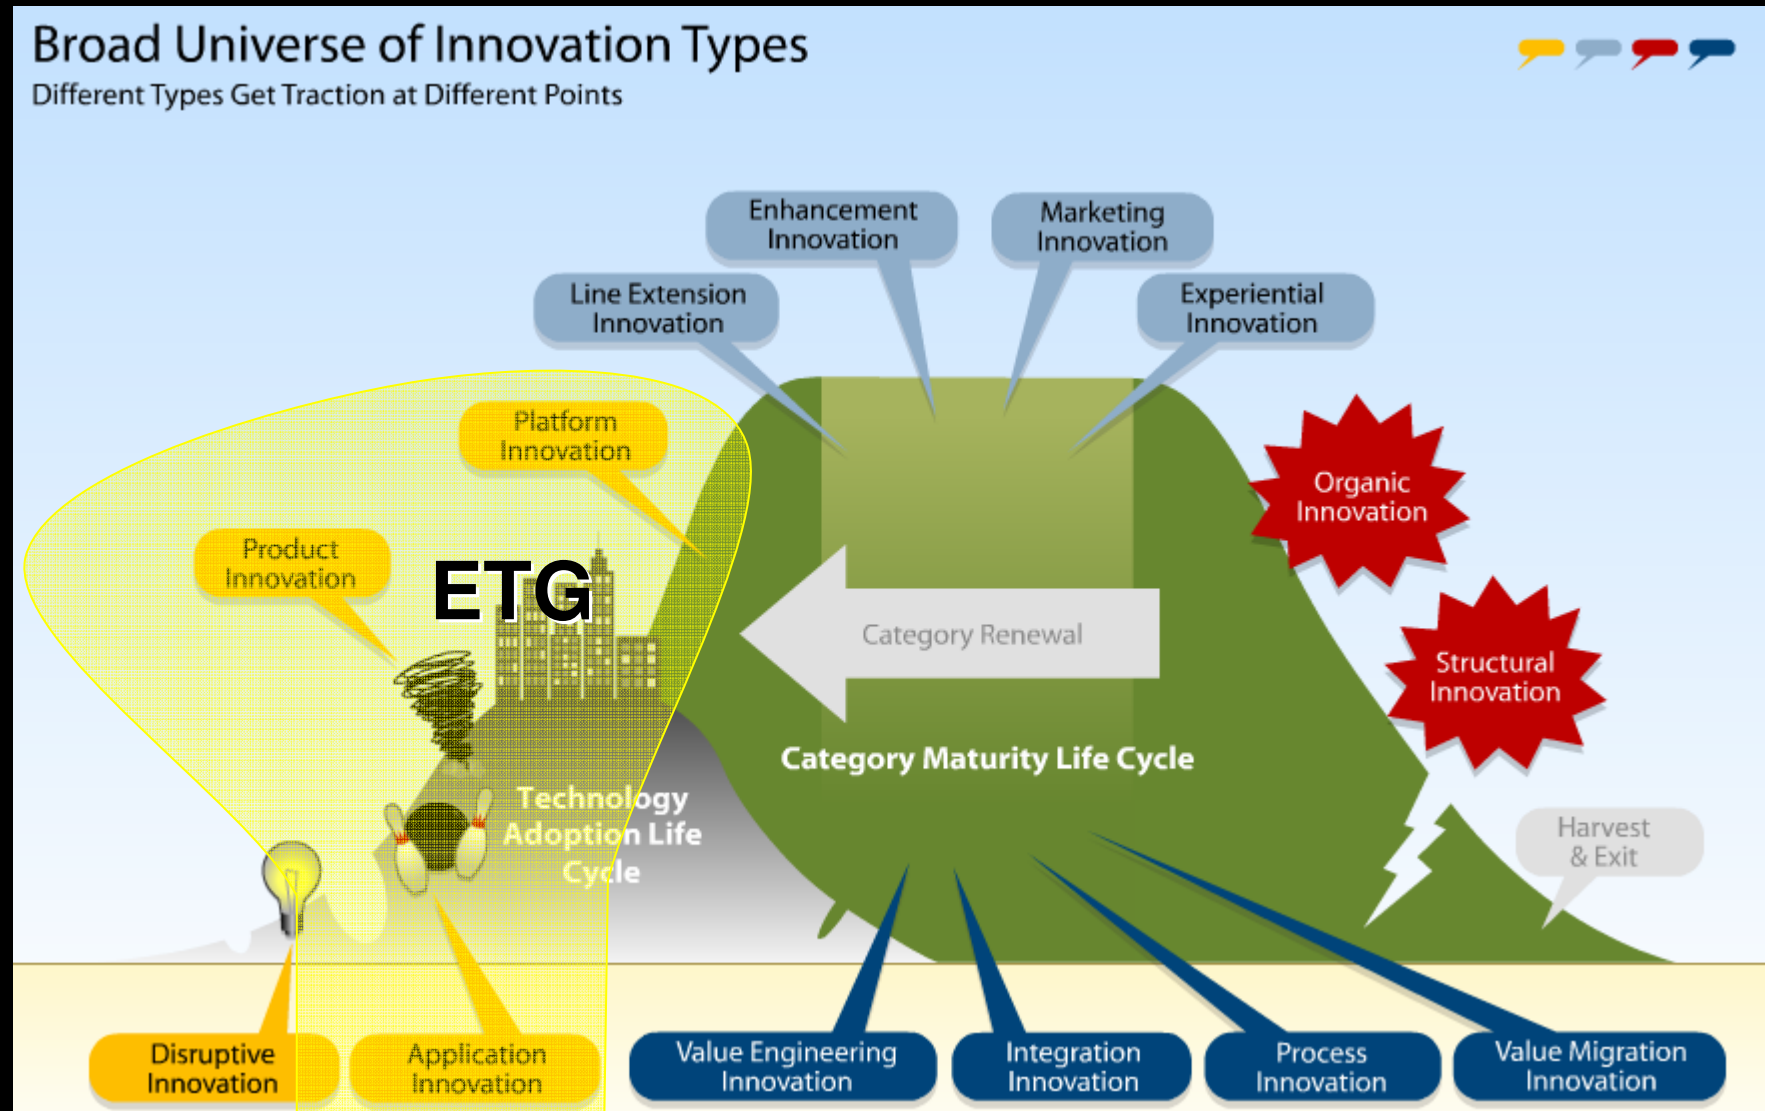 Broad Universe of Innovation Types
Different Types Get Traction at Different Points
Enhancement
Innovation
Marketing
Innovation
Line Extension
Innovation
Experiential
Innovation
Platform
Innovation
Organic
Innovation
Product
Innovation
ETG
Category Renewal
Structural
Innovation
Category Maturity Life Cycle
Technology
Adoption Life
Cycle
Harvest
& Exit
Disruptive
Innovation
Application
Innovation
Value Engineering
Innovation
Integration
Innovation
Process
Innovation
Value Migration
Innovation